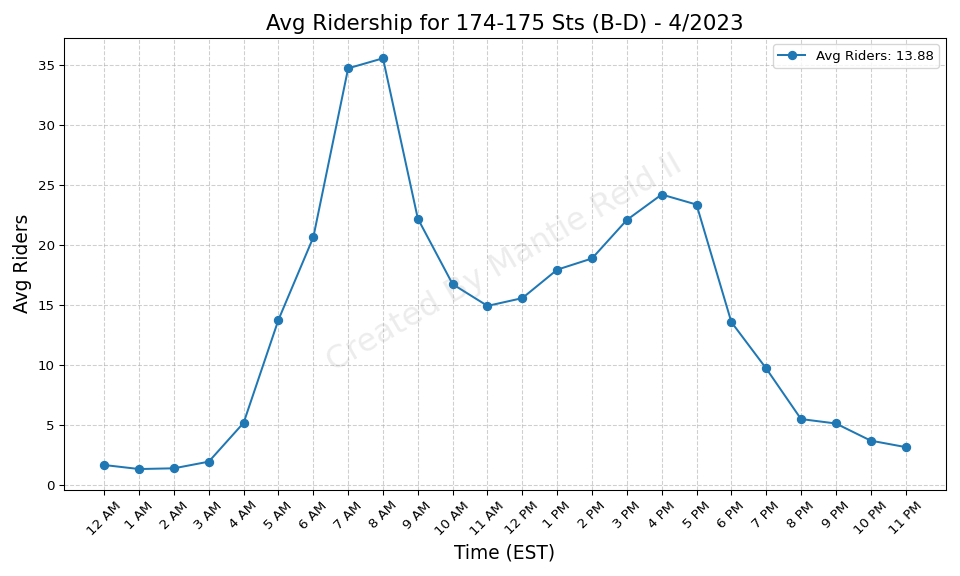 Avg Ridership for 174-175 Sts (B-D) - 4/2023
Avg Riders: 13.88
35
30
25
20
15
10
5
0
Avg Riders
Created By Mantie Reid II
12 AM 1 AM 2 AM 3 AM 4 AM 5 AM 6 AM 7 AM 8 AM 9 AM 10 AM 11 AM 12 PM 1 PM 2 PM 3 PM 4 PM 5 PM 6 PM 7 PM 8 PM 9 PM 10 PM 11 PM
Time (EST)